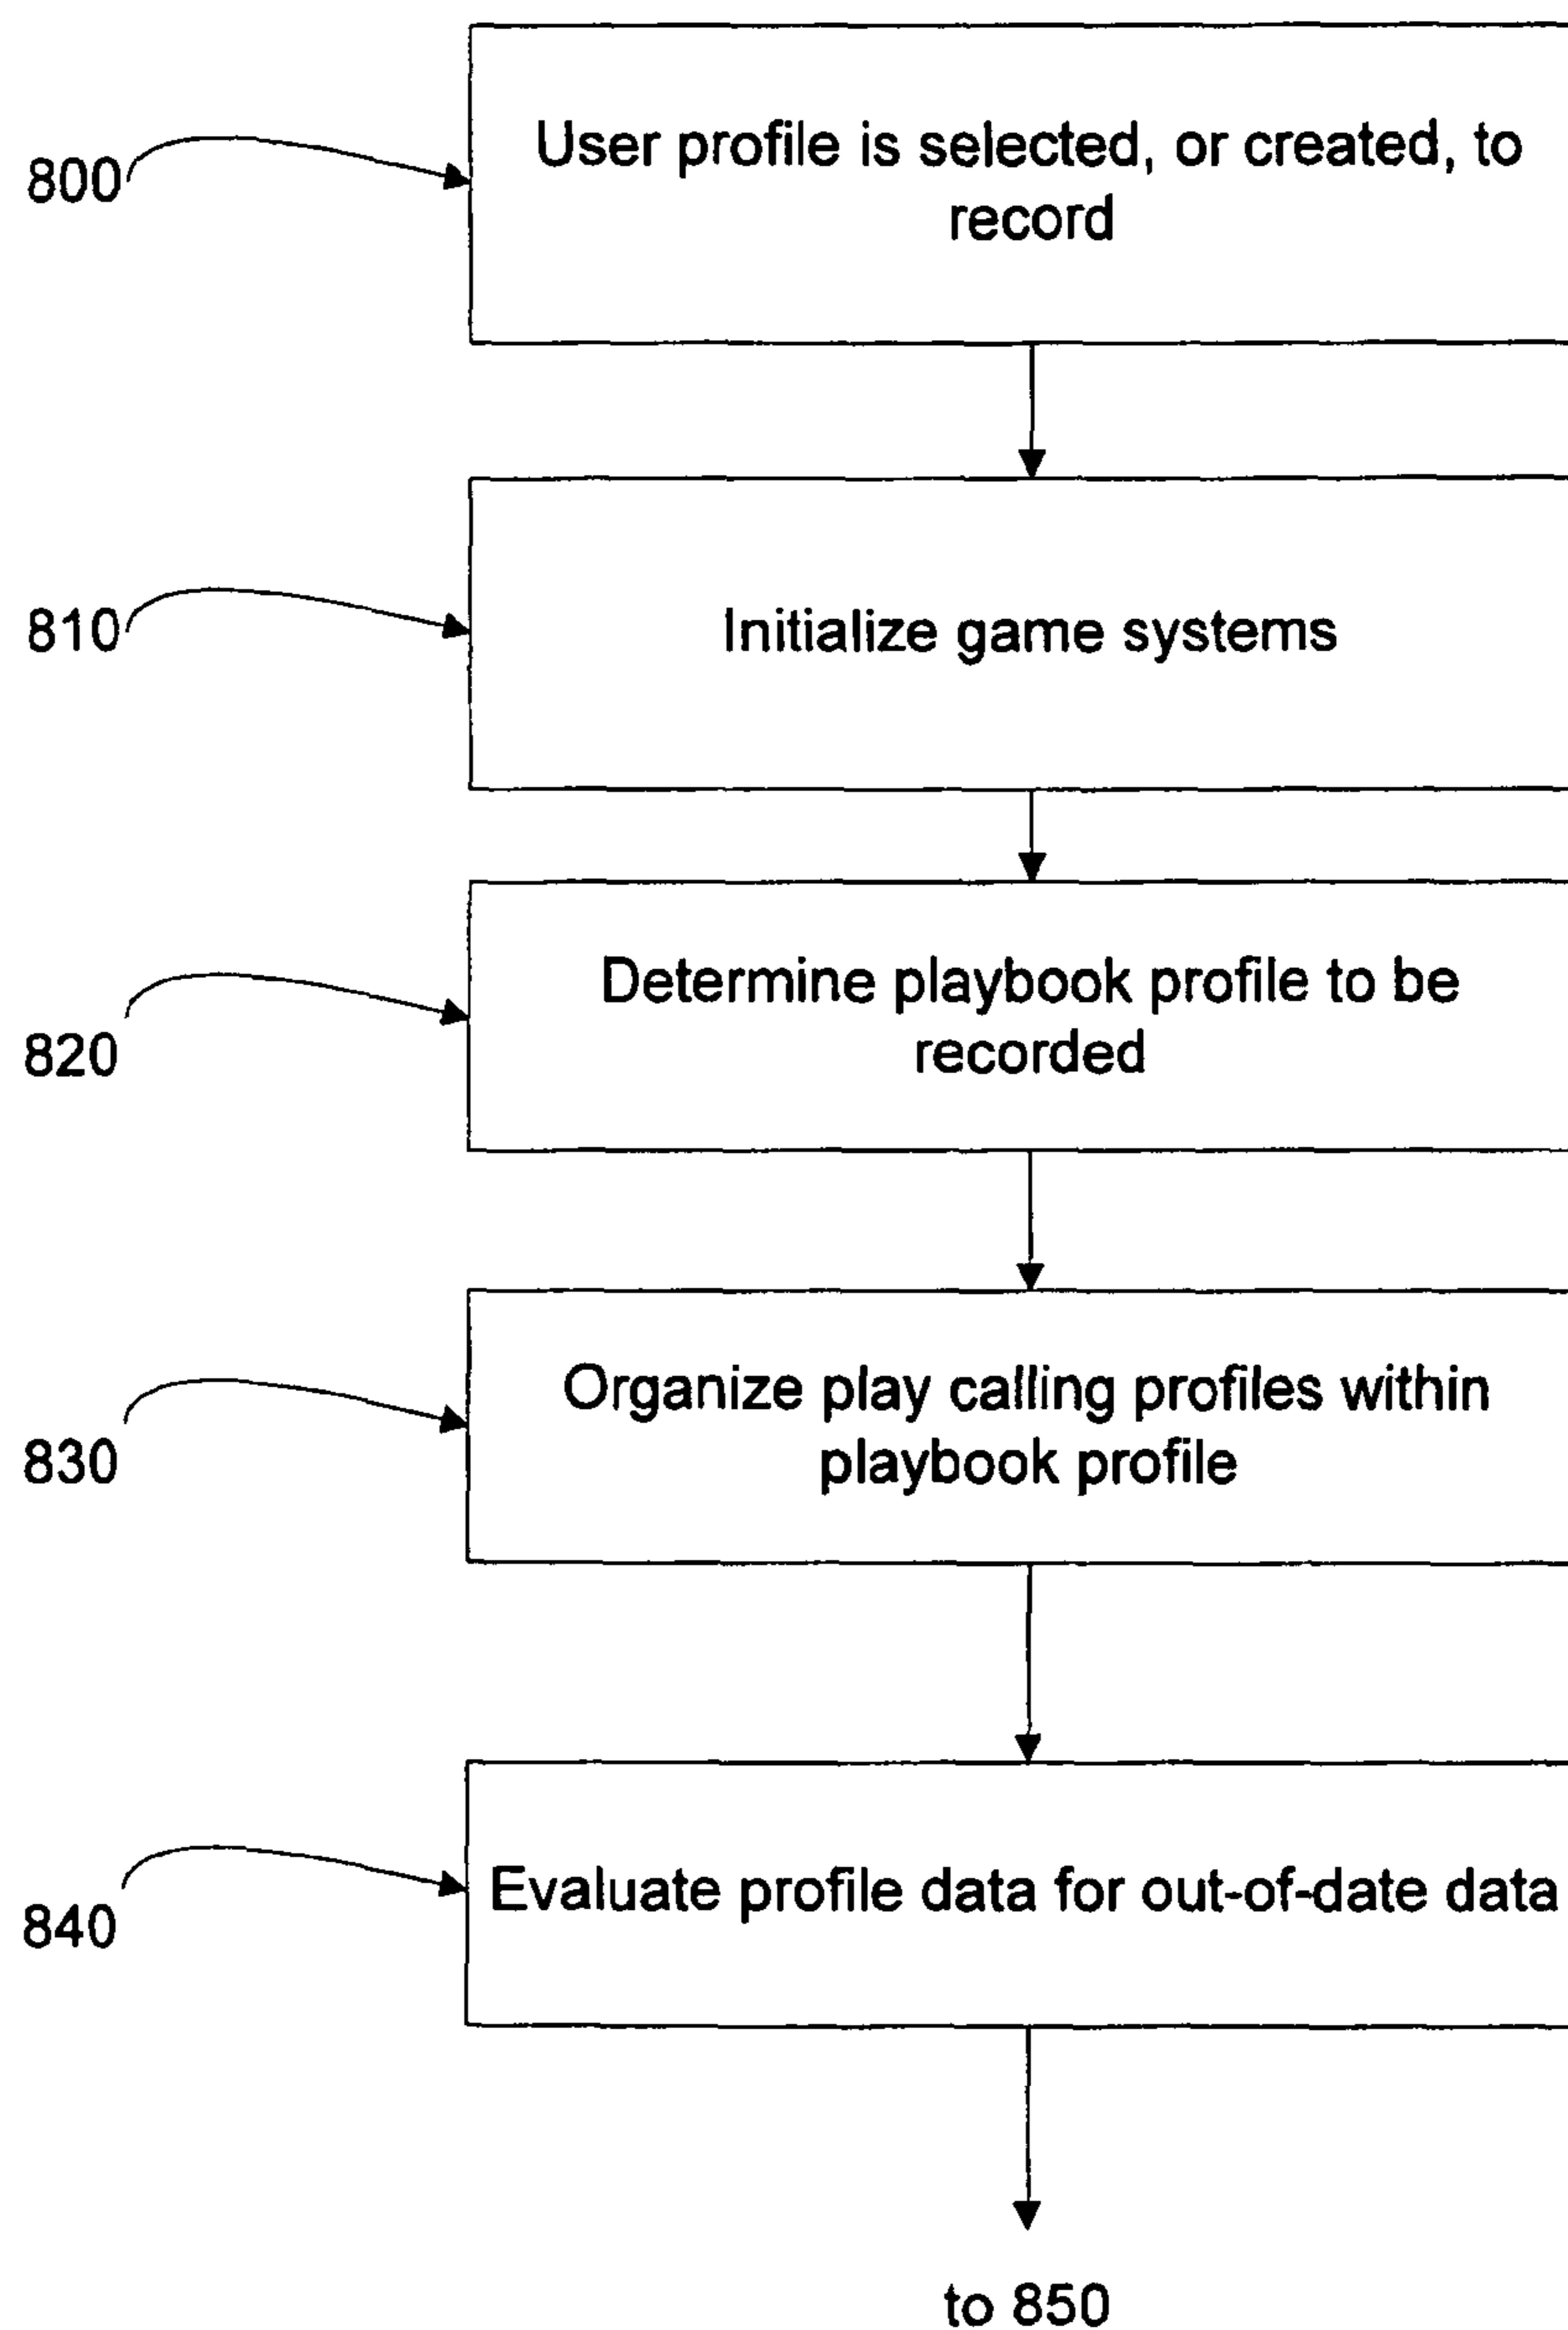 User profile is selected, or created, to
record
800
Initialize game systems
810
Determine playbook profile to be
recorded
820
Organize play calling profiles within
playbook profile
830
Evaluate profile data for out-of-date data
840
to 850